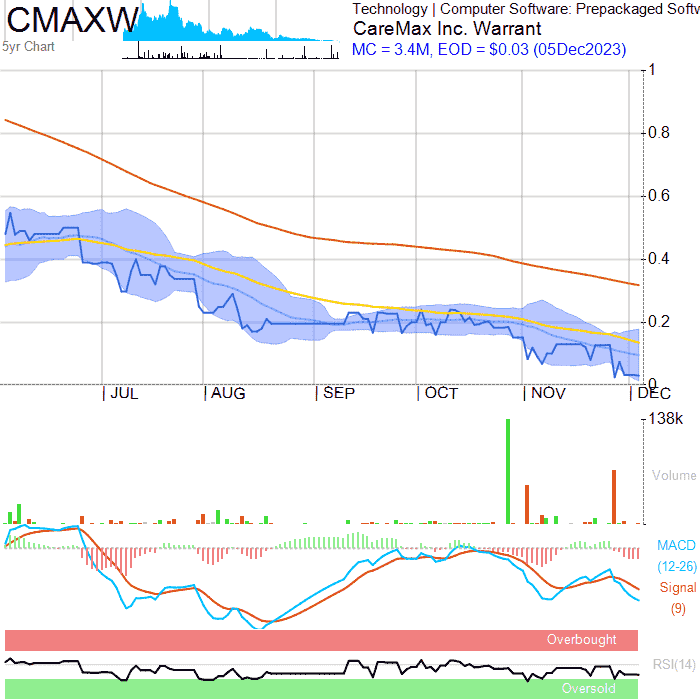 CMAXW
5yr Chart
Technology | Computer Software: Prepackaged Softw
CareMax Inc. Warrant
MC = 3.4M, EOD = $0.03 (05Dec2023)
1
0.8
0.6
0.4
0.2
0
JUL AUG SEP OCT NOV DEC
138k
Volume
MACD
(12-26)
Signal
(9)
Overbought
RSI(14)
Oversold